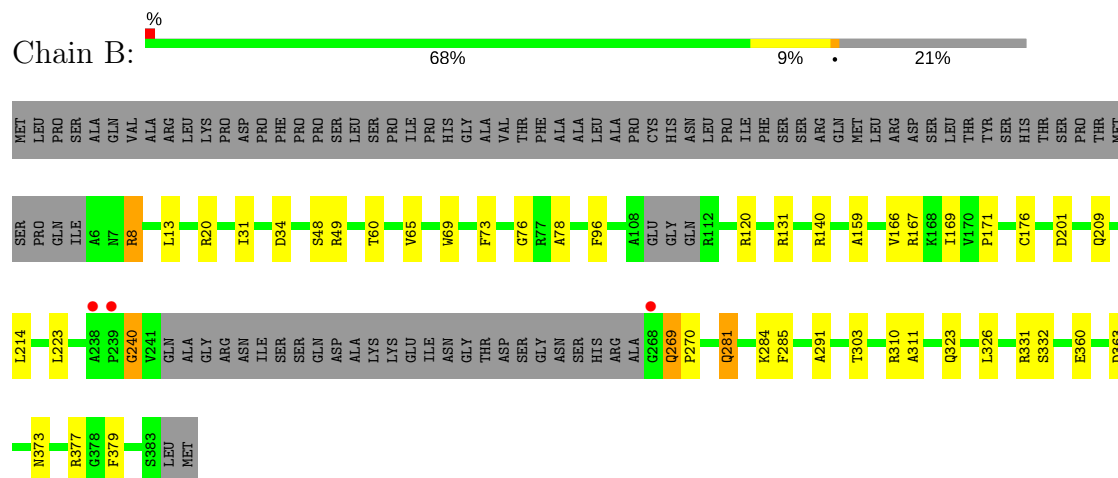 %
Chain B:
68% 9% • 21%
MET LEU PRO SER ALA GLN VAL ALA ARG LEU LYS PRO ASP PRO PHE PRO PRO SER LEU SER PRO ILE PRO HIS GLY ALA VAL THR PHE ALA ALA LEU ALA PRO CYS HIS ASN LEU PRO ILE PHE SER SER ARG GLN MET LEU ARG ASP SER LEU THR TYR SER HIS THR SER PRO THR MET
SER PRO GLN ILE A6 N7 R8 L13 R20 I31 D34 S48 R49 T60 V65 W69 F73 G76 R77 A78 F96 A108 GLU GLY GLN R112 R120 R131 R140 A159 V166 R167 K168 I169 V170 P171 C176 D201 Q209
L214 L223 A238 P239 G240 V241 GLN ALA GLY ARG ASN ILE SER SER GLN ASP ALA LYS LYS GLU ILE ASN GLY THR ASP SER GLY ASN SER HIS ARG ALA G268 Q269 P270 Q281 K284 F285 A291 T303 R310 A311 Q323 L326 R331 S332 E360 D363
N373 R377 G378 F379 S383 LEU MET